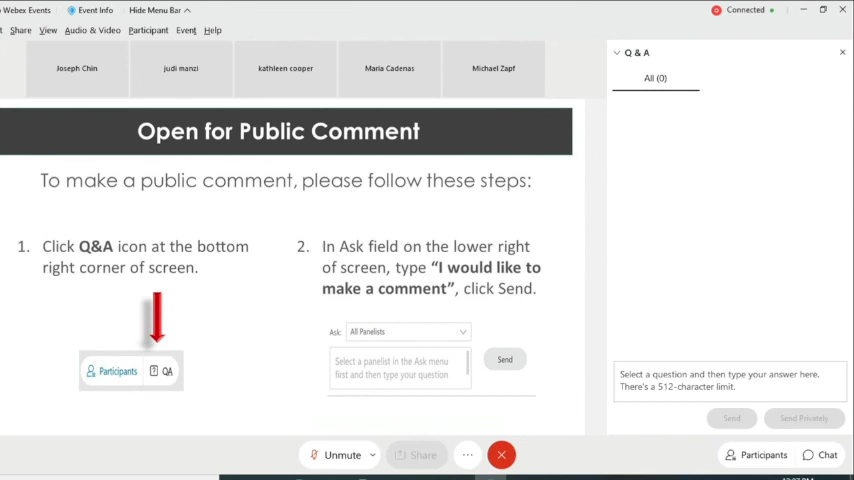 Webex Events
Event Info
Hide Menu Bar
Connected
Share View Audio & Video Participant Event Help
Joseph Chin
judi manzi
kathleen cooper
Maria Cadenas
Michael Zapf
Q & A
All (0)
Open for Public Comment
To make a public comment, please follow these steps:
1. Click Q&A icon at the bottom
right corner of screen.
2. In Ask field on the lower right
of screen, type “I would like to
make a comment”, click Send.
Participants
QA
Ask: All Panelists
Select a panelist in the Ask menu
first and then type your question
Send
Select a question and then type your answer here.
There's a 512-character limit.
Send
Send Privately
Unmute
Share
Participants
Chat